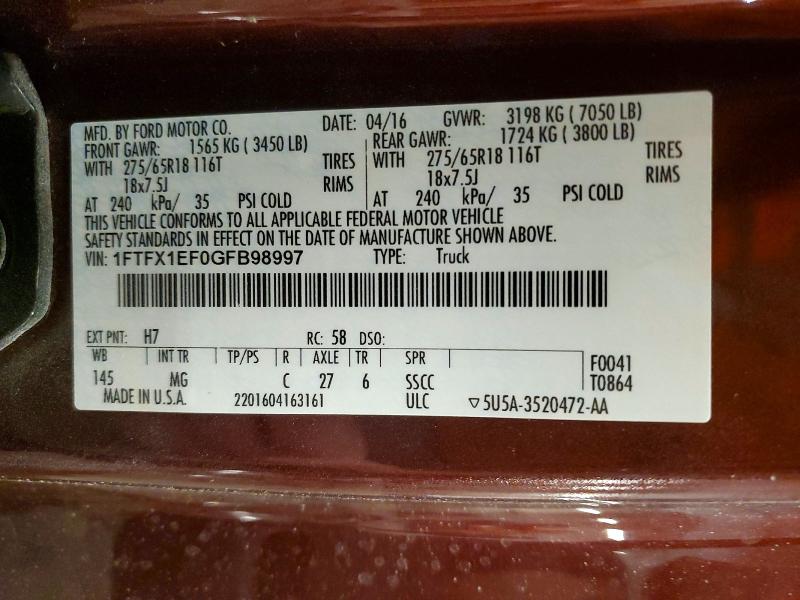 MFD. BY FORD MOTOR CO. DATE: 04/16 GVWR: 3198 KG ( 7050 LB)
FRONT GAWR: 1565 KG ( 3450 LB) REAR GAWR: 1724 KG ( 3800 LB)
WITH 275/65R18 116T TIRES WITH 275/65R18 116T TIRES
18x7.5J RIMS 18x7.5J RIMS
AT 240 kPa/ 35 PSI COLD AT 240 kPa/ 35 PSI COLD
THIS VEHICLE CONFORMS TO ALL APPLICABLE FEDERAL MOTOR VEHICLE
SAFETY STANDARDS IN EFFECT ON THE DATE OF MANUFACTURE SHOWN ABOVE.
VIN: 1FTFX1EF0GFB98997 TYPE: Truck
EXT PNT: H7 RC: 58 DSO:
WB INT TR TP/PS R AXLE TR SPR F0041
145 MG C 27 6 SSCC T0864
MADE IN U.S.A. 2201604163161 ULC ▽5U5A-3520472-AA